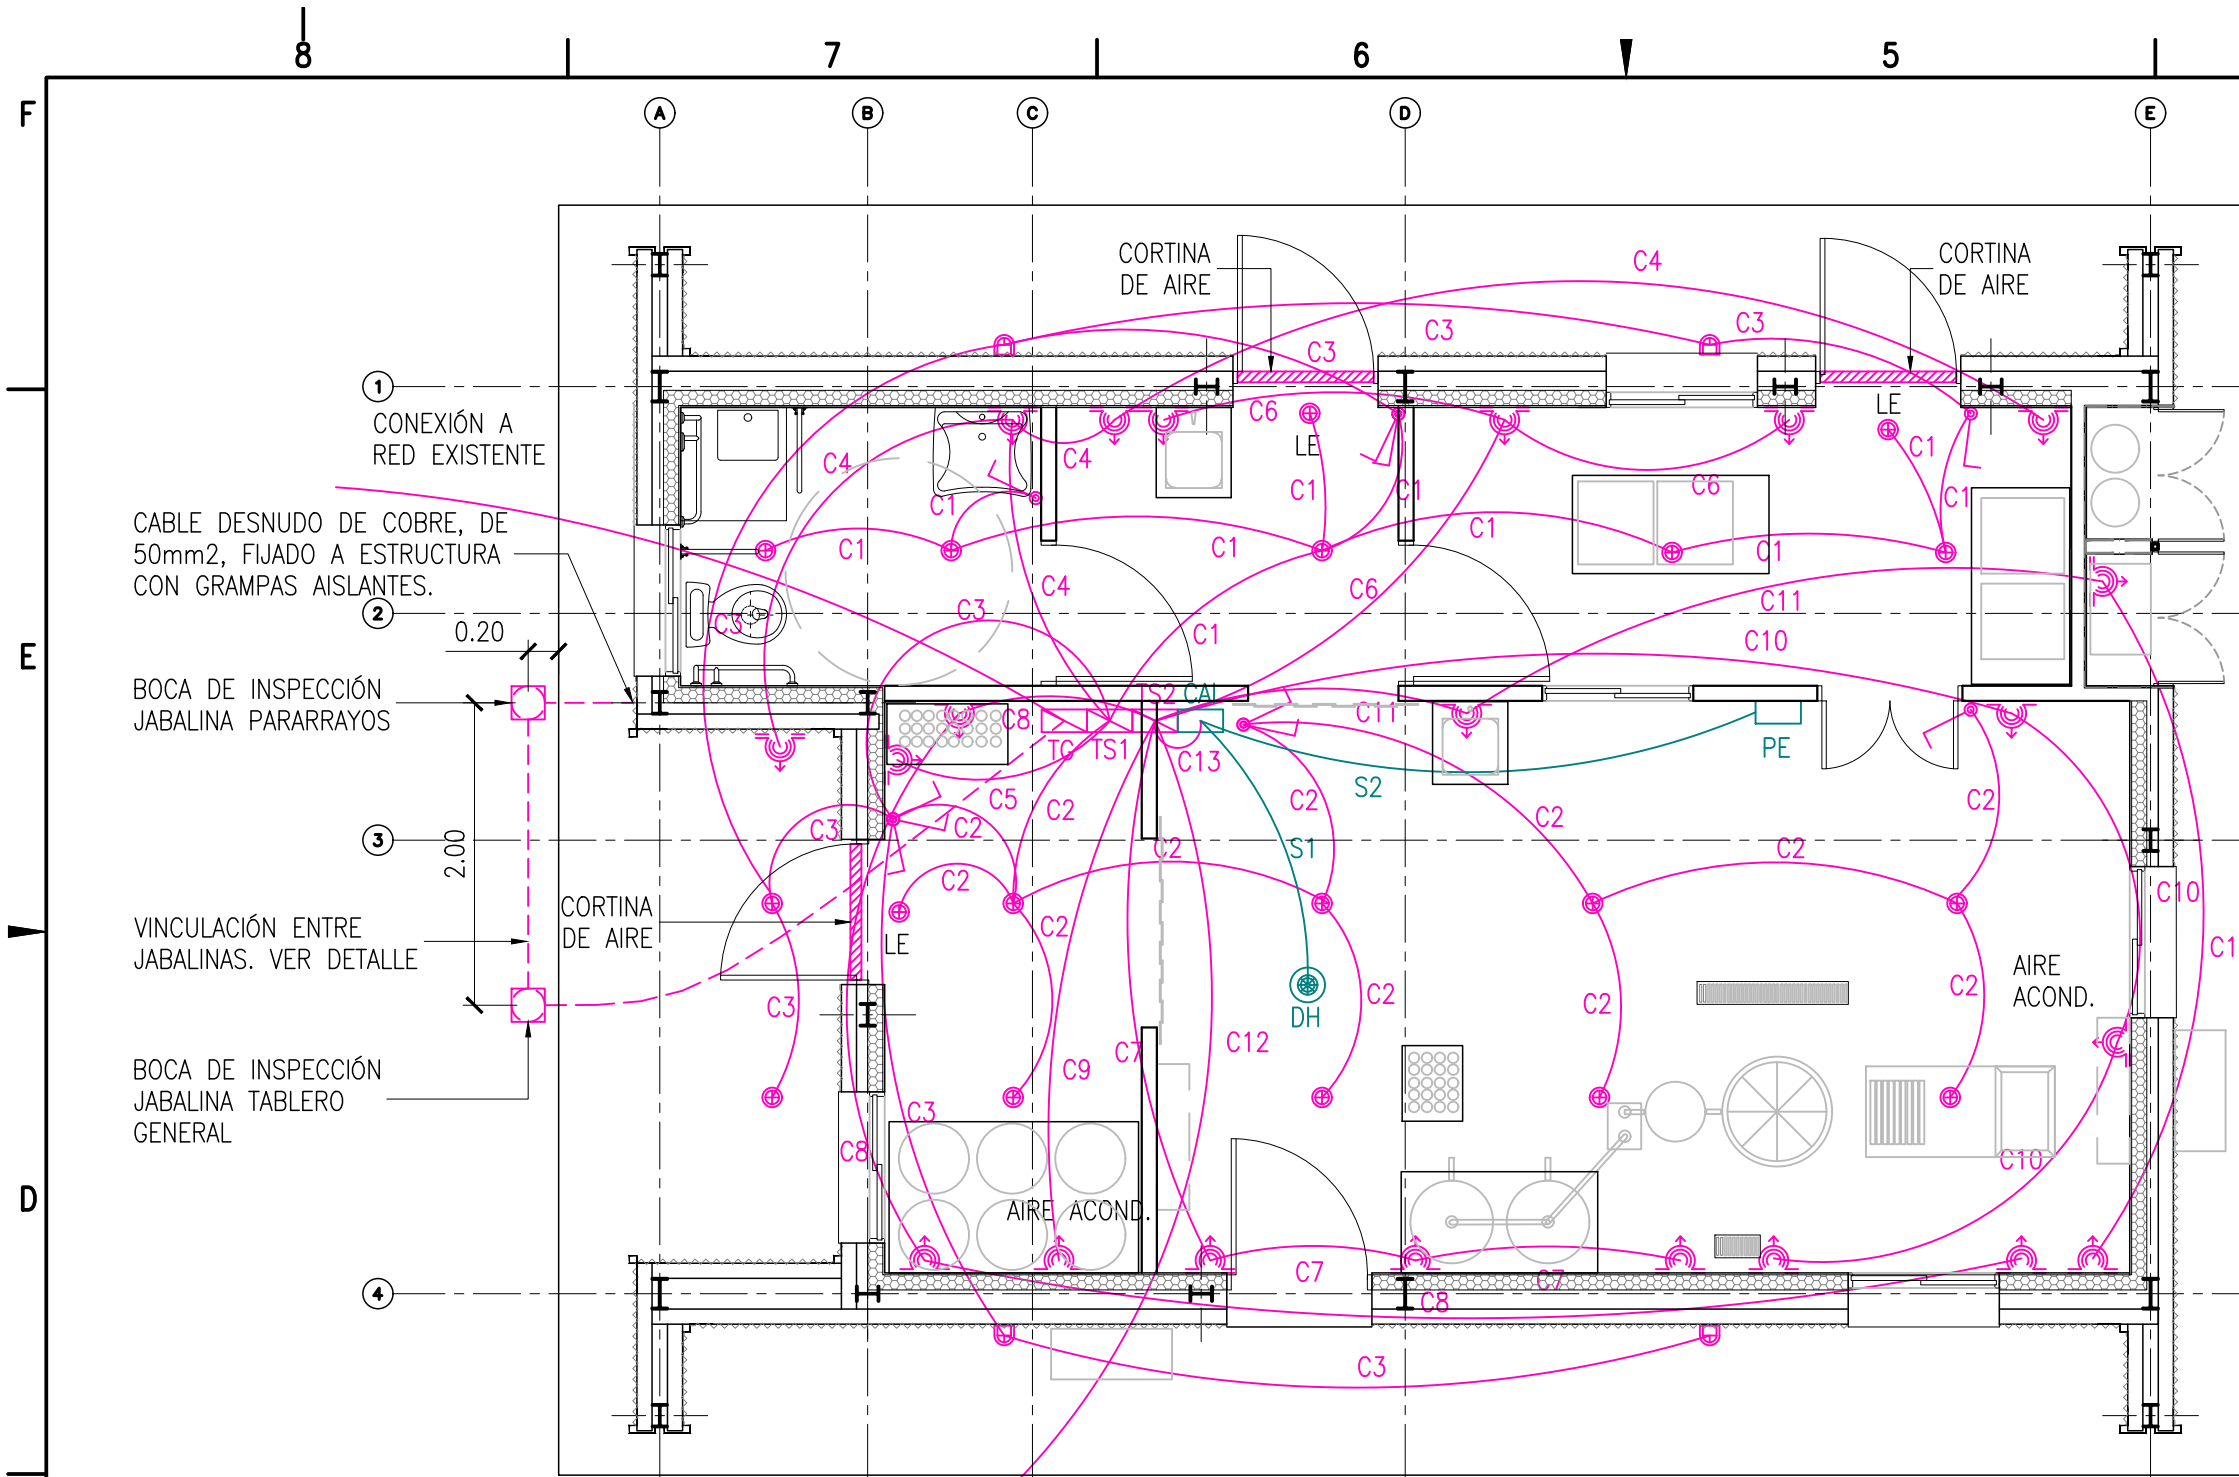 8
7
6
5
F
A
B
C
D
E
CORTINA
DE AIRE
C4
CORTINA
DE AIRE
C3
C3
C3
1
CONEXIÓN A
RED EXISTENTE
C6
LE
LE
C4
C4
C1
C1
C1
C1
C6
C1
CABLE DESNUDO DE COBRE, DE
50mm2, FIJADO A ESTRUCTURA
CON GRAMPAS AISLANTES.
C1
C1
C1
C1
C4
C6
C11
2
C3
C3
C1
C10
0.20
E
BOCA DE INSPECCIÓN
JABALINA PARARRAYOS
TS2
CAI
C8
C11
TG
TS1
C13
PE
S2
C5
C2
C2
C2
C2
C3
C2
3
2.00
C2
S1
C2
C2
C10
CORTINA
DE AIRE
VINCULACIÓN ENTRE
JABALINAS. VER DETALLE
LE
C2
C1
AIRE
ACOND.
C3
C2
C2
C2
DH
C7
C12
C9
BOCA DE INSPECCIÓN
JABALINA TABLERO
GENERAL
C3
C8
C10
D
AIRE ACOND.
C7
C7
4
C8
C3